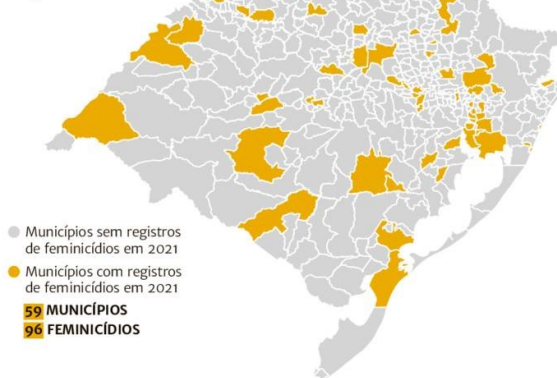 Municípios sem registros
de feminicídios em 2021
Municípios com registros
de feminicídios em 2021
59 MUNICÍPIOS
96 FEMINICÍDIOS